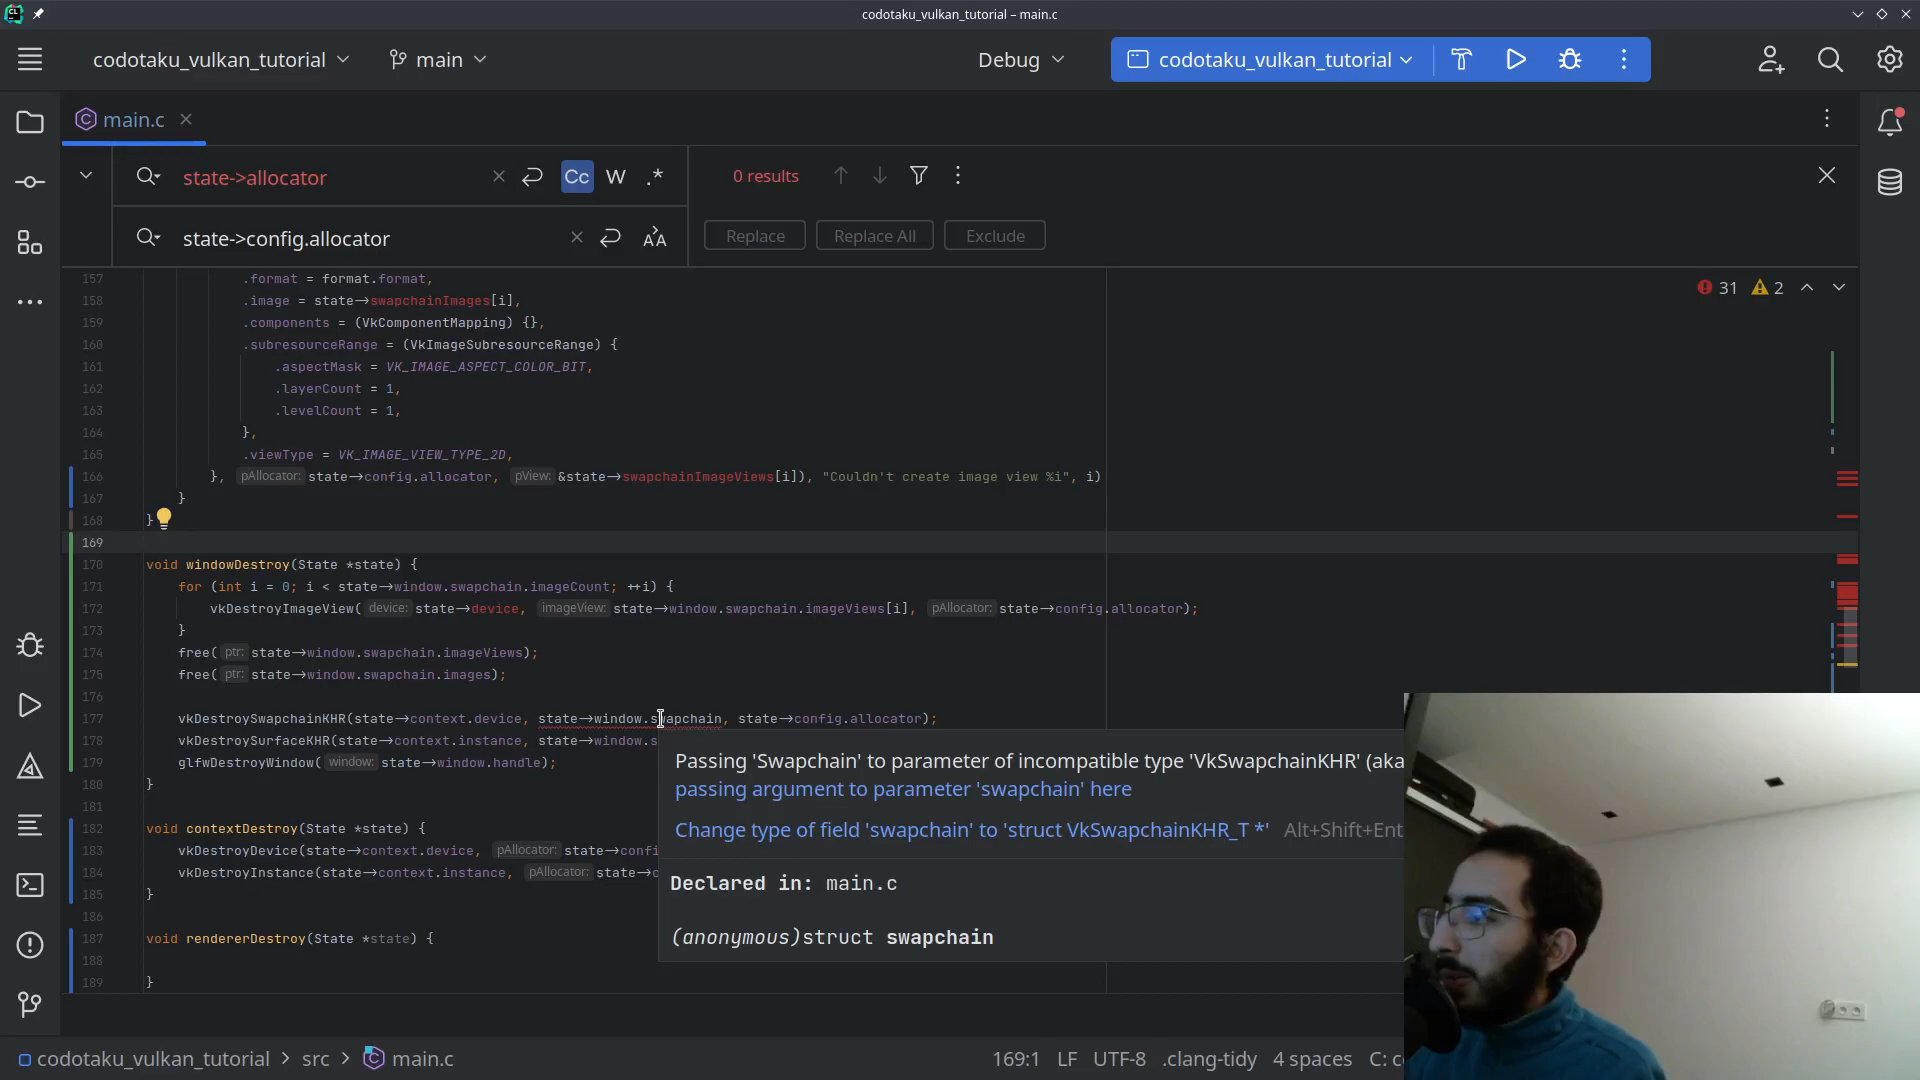 codotaku_vulkan_tutorial – main.c
codotaku_vulkan_tutorial
main
Debug
codotaku_vulkan_tutorial
main.c
state->allocator
Cc
W
.*
0 results
state->config.allocator
Replace
Replace All
Exclude
31
2
157 .format = format.format,
158 .image = state->swapchainImages[i],
159 .components = (VkComponentMapping) {},
160 .subresourceRange = (VkImageSubresourceRange) {
161 .aspectMask = VK_IMAGE_ASPECT_COLOR_BIT,
162 .layerCount = 1,
163 .levelCount = 1,
164 },
165 .viewType = VK_IMAGE_VIEW_TYPE_2D,
166 }, pAllocator: state->config.allocator, pView: &state->swapchainImageViews[i]), "Couldn't create image view %i", i)
167 }
168 }
169
170 void windowDestroy(State *state) {
171 for (int i = 0; i < state->window.swapchain.imageCount; ++i) {
172 vkDestroyImageView( device: state->device, imageView: state->window.swapchain.imageViews[i], pAllocator: state->config.allocator);
173 }
174 free( ptr: state->window.swapchain.imageViews);
175 free( ptr: state->window.swapchain.images);
176
177 vkDestroySwapchainKHR(state->context.device, state->window.swapchain, state->config.allocator);
178 vkDestroySurfaceKHR(state->context.instance, state->window.s
179 glfwDestroyWindow( window: state->window.handle);
180 }
181
182 void contextDestroy(State *state) {
183 vkDestroyDevice(state->context.device, pAllocator: state->confi
184 vkDestroyInstance(state->context.instance, pAllocator: state->c
185 }
186
187 void rendererDestroy(State *state) {
188
189 }
Passing 'Swapchain' to parameter of incompatible type 'VkSwapchainKHR' (aka
passing argument to parameter 'swapchain' here
Change type of field 'swapchain' to 'struct VkSwapchainKHR_T *' Alt+Shift+Ent
Declared in: main.c
(anonymous)struct swapchain
codotaku_vulkan_tutorial > src > main.c
169:1
LF
UTF-8
.clang-tidy
4 spaces
C: c